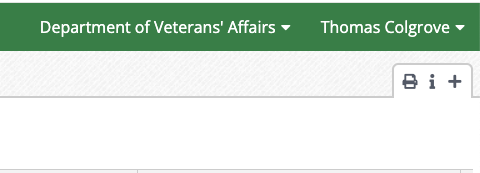 Department of Veterans' Affairs
Thomas Colgrove